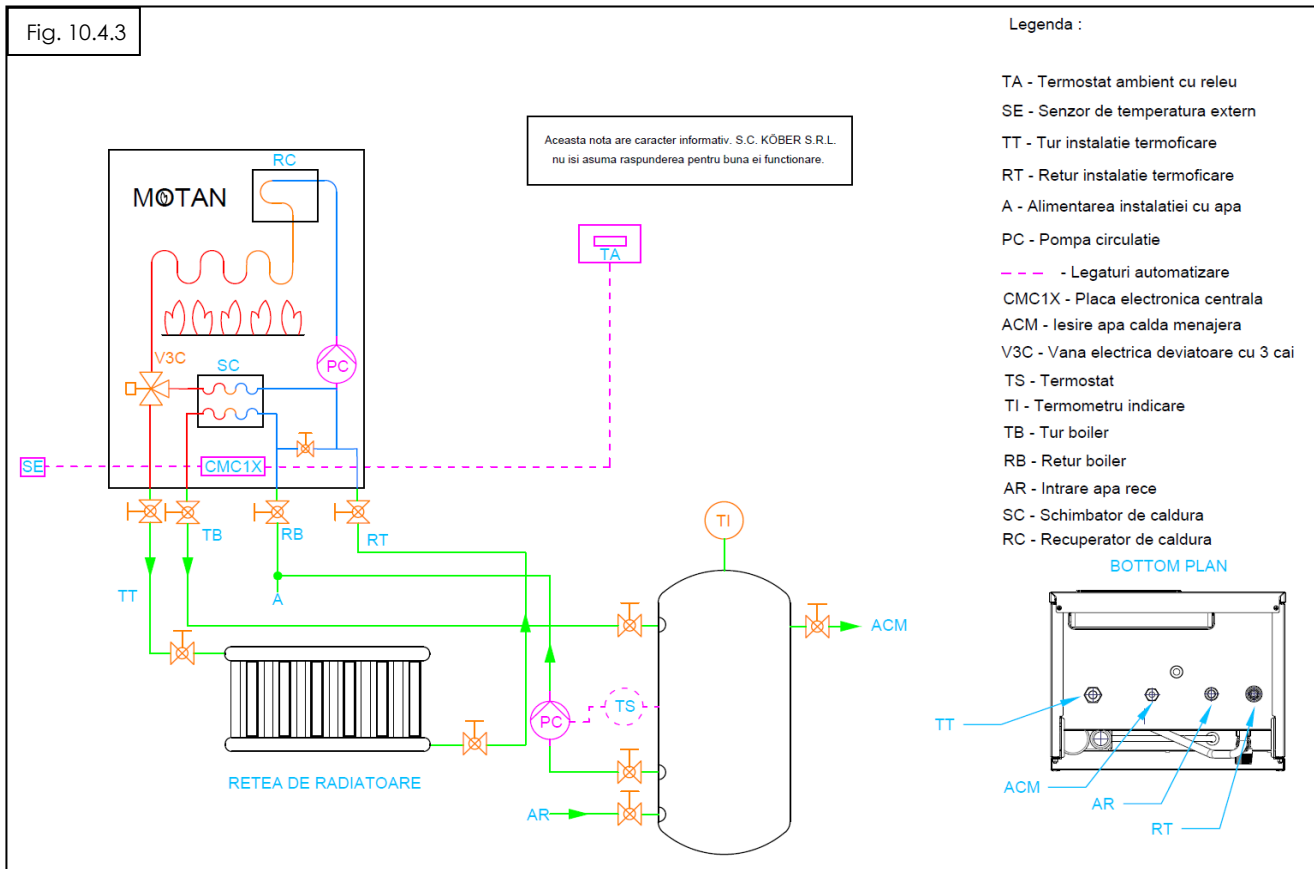 Fig. 10.4.3
Legenda :
TA - Termostat ambient cu releu
SE - Senzor de temperatura extern
TT - Tur instalatie termoficare
RT - Retur instalatie termoficare
A - Alimentarea instalatiei cu apa
PC - Pompa circulatie
- Legaturi automatizare
CMC1X - Placa electronica centrala
ACM - Iesire apa calda menajera
V3C - Vana electrica deviatoare cu 3 cai
TS - Termostat
TI - Termometru indicare
TB - Tur boiler
RB - Retur boiler
AR - Intrare apa rece
SC - Schimbator de caldura
RC - Recuperator de caldura
Aceasta nota are caracter informativ. S.C. KÖBER S.R.L.
nu isi asuma raspunderea pentru buna ei functionare.
RC
MOTAN
TA
V3C
SC
PC
SE
CMC1X
TB
RB
RT
TI
TT
A
ACM
TS
PC
RETEA DE RADIATOARE
AR
BOTTOM PLAN
TT
ACM
AR
RT